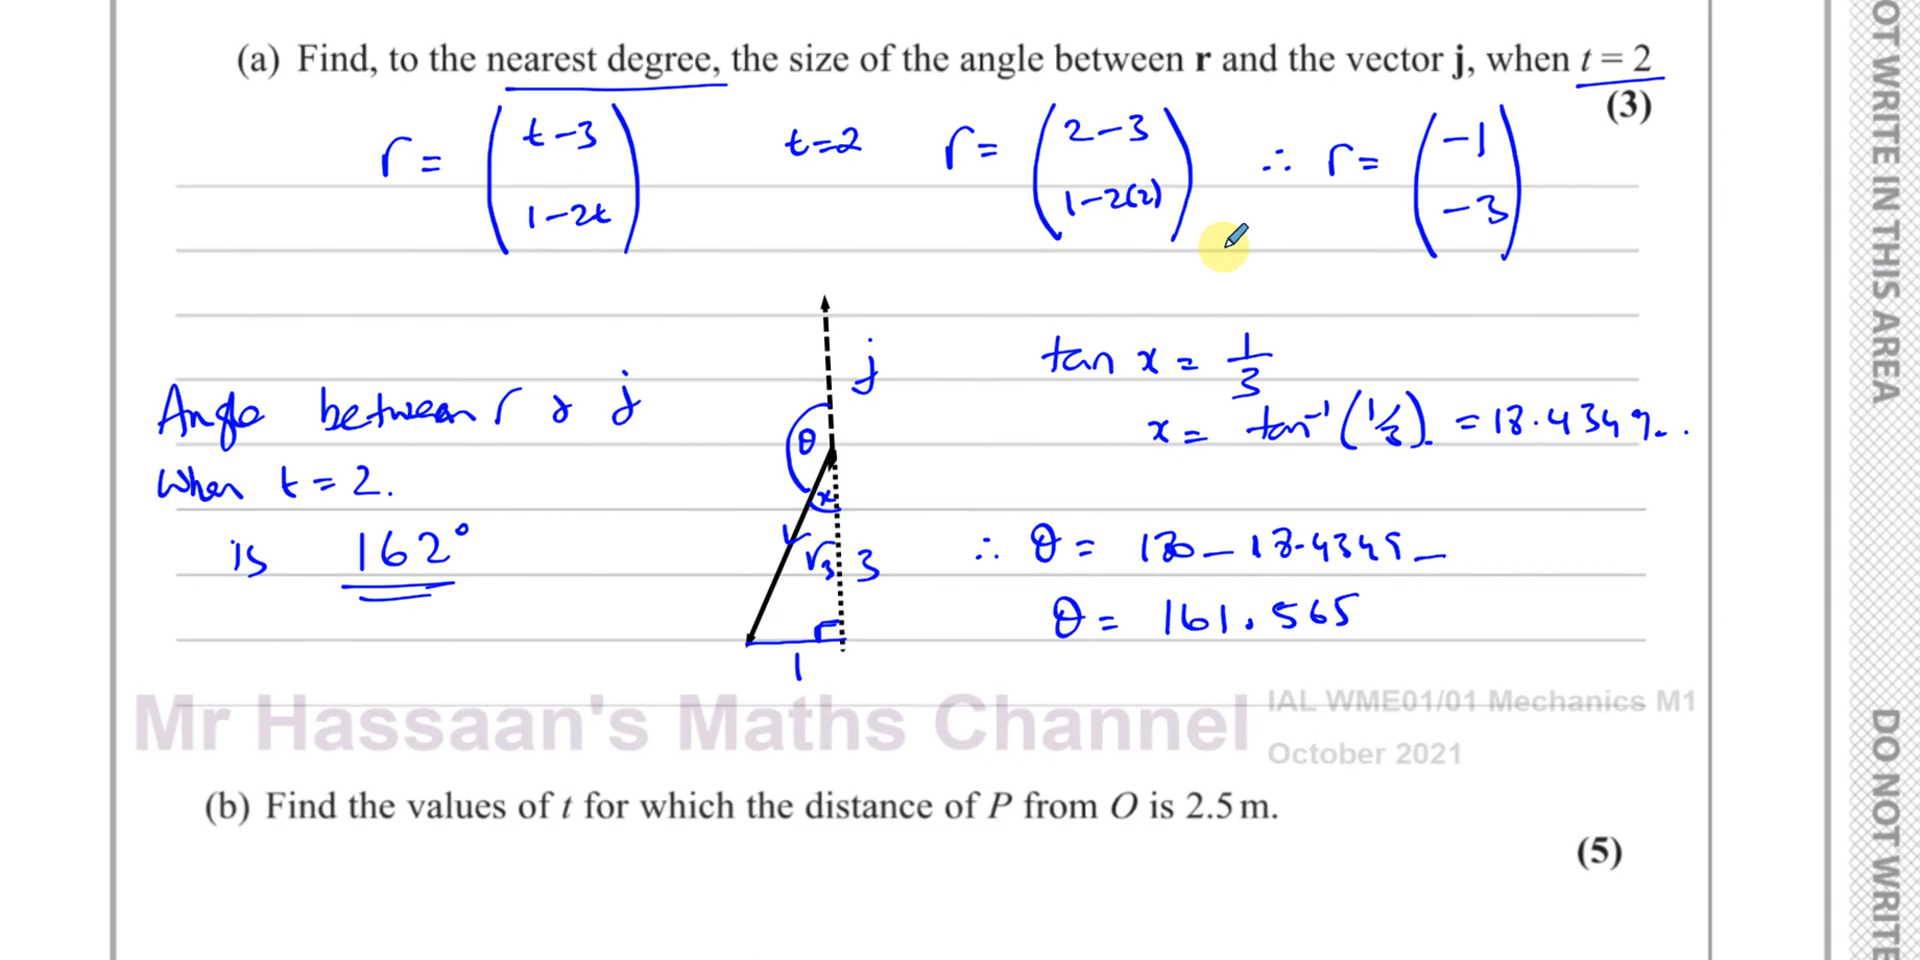 (a) Find, to the nearest degree, the size of the angle between r and the vector j, when t = 2
(3)
r = ( t-3 1-2t ) t=2 r = ( 2-3 1-2(2) ) ∴ r = ( -1 -3 )
j
tan x = 1/3
Angle between r & j
θ
x = tan⁻¹(1/3) = 18.4349...
when t = 2.
x
is 162°
r 3 3
∴ θ = 180 - 18.4349...
θ = 161.565
1
Mr Hassaan's Maths Channel
IAL WME01/01 Mechanics M1
October 2021
(b) Find the values of t for which the distance of P from O is 2.5 m.
(5)
OT WRITE IN THIS AREA
DO NOT WRITE